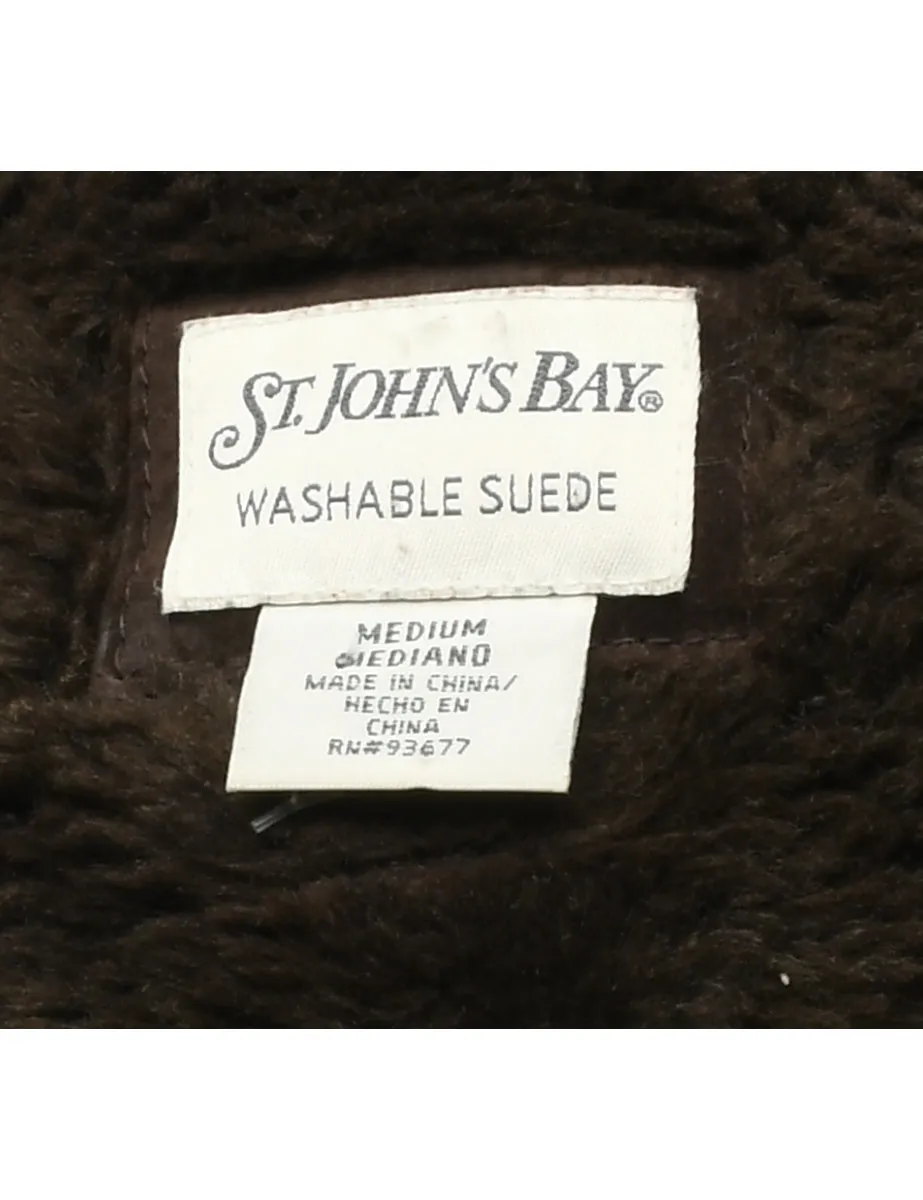 ST. JOHN'S BAY®
WASHABLE SUEDE
MEDIUM
MEDIANO
MADE IN CHINA/
HECHO EN
CHINA
RN#93677